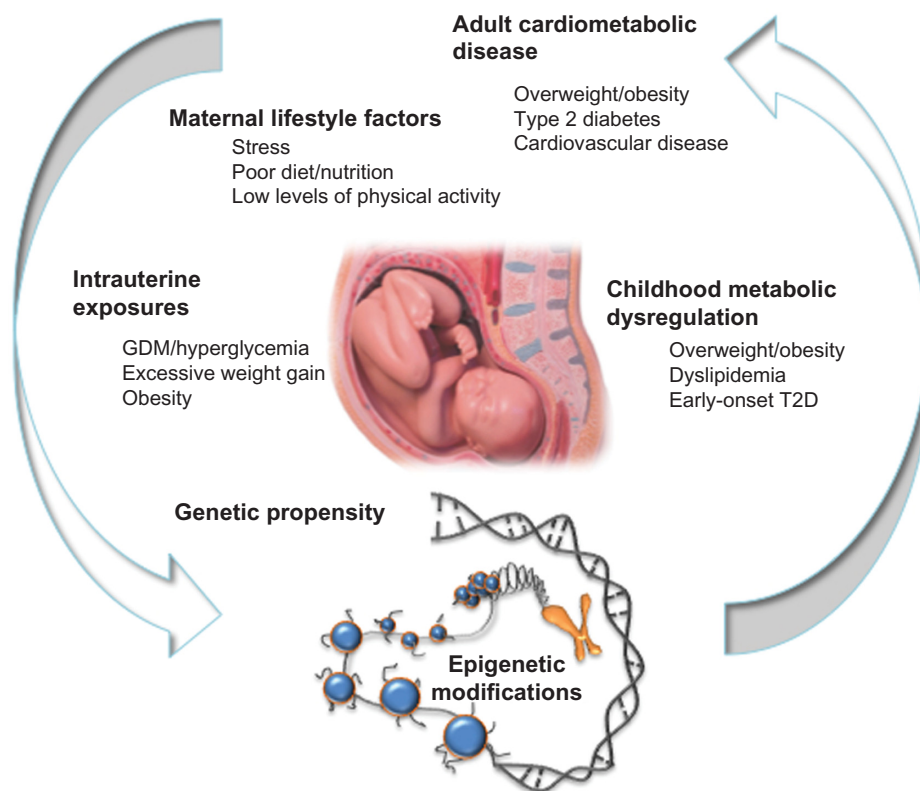 Adult cardiometabolic
disease
Overweight/obesity
Type 2 diabetes
Cardiovascular disease
Maternal lifestyle factors
Stress
Poor diet/nutrition
Low levels of physical activity
Intrauterine
exposures
GDM/hyperglycemia
Excessive weight gain
Obesity
Childhood metabolic
dysregulation
Overweight/obesity
Dyslipidemia
Early-onset T2D
Genetic propensity
Epigenetic
modifications